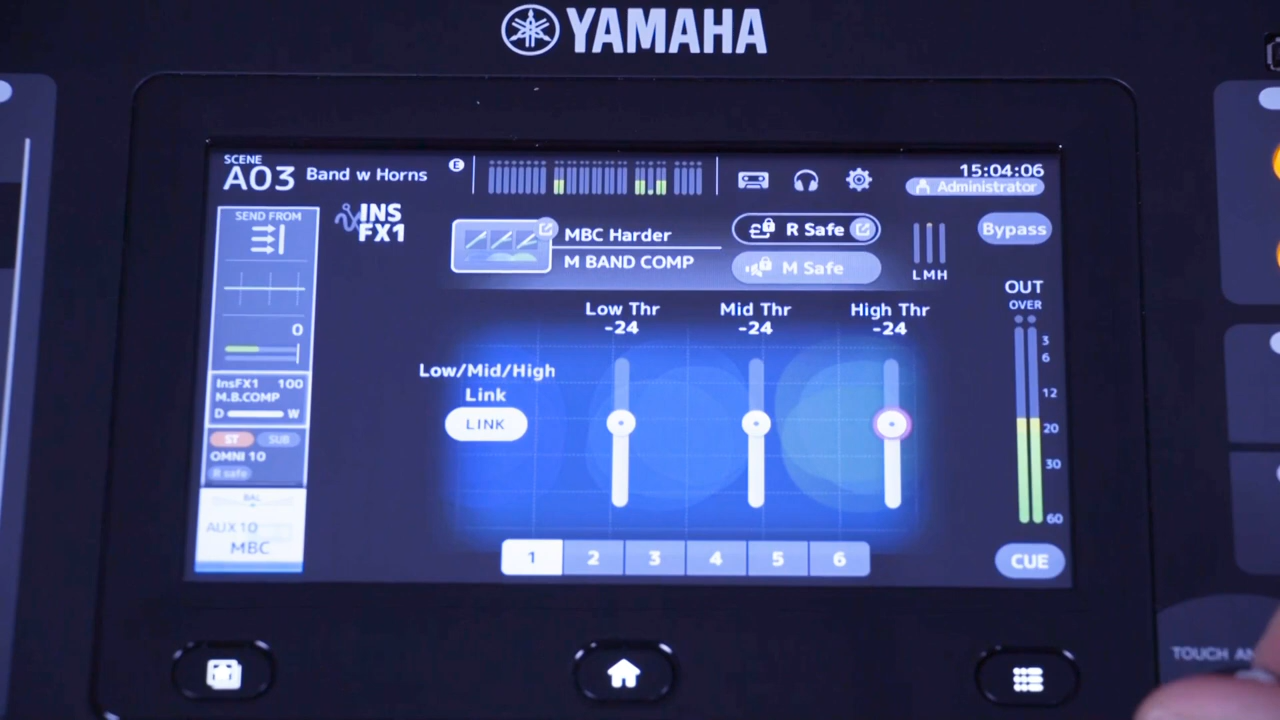 YAMAHA
SCENE
A03 Band w Horns E
15:04:06
Administrator
SEND FROM
INS
FX1
MBC Harder
M BAND COMP
R Safe
M Safe
L M H
Bypass
0
InsFX1 100
M.B.COMP
D W
ST SUB
OMNI 10
R safe
BAL
AUX10
MBC
Low Thr
-24
Mid Thr
-24
High Thr
-24
Low/Mid/High
Link
LINK
1 2 3 4 5 6
OUT
OVER
3
6
12
20
30
60
CUE
TOUCH AN